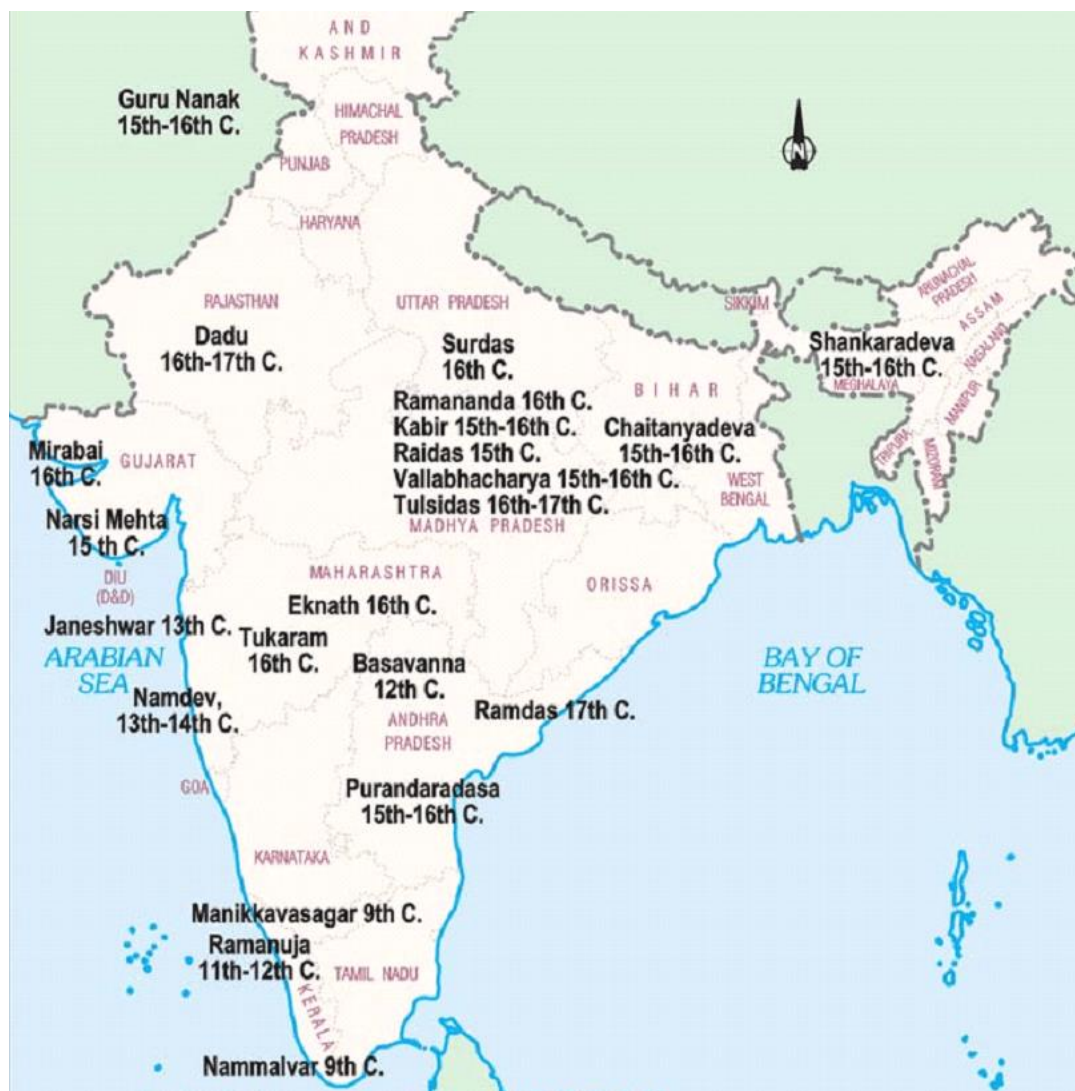 AND
KASHMIR
Guru Nanak
15th-16th C.
HIMACHAL
PRADESH
N
PUNJAB
HARYANA
RAJASTHAN
UTTAR PRADESH
SIKKIM
ARUNACHAL
PRADESH
ASSAM
NAGALAND
Dadu
16th-17th C.
Surdas
16th C.
Shankaradeva
15th-16th C.
MEGHALAYA
MANIPUR
BIHAR
Ramananda 16th C.
Kabir 15th-16th C.
Raidas 15th C.
Vallabhacharya 15th-16th C.
Tulsidas 16th-17th C.
Chaitanyadeva
15th-16th C.
TRIPURA
MIZORAM
Mirabai
16th C.
GUJARAT
WEST
BENGAL
Narsi Mehta
15 th C.
MADHYA PRADESH
DIU
(D&D)
MAHARASHTRA
ORISSA
Eknath 16th C.
Janeshwar 13th C.
Tukaram
16th C.
ARABIAN
SEA
Basavanna
12th C.
BAY OF
BENGAL
Namdev,
13th-14th C.
Ramdas 17th C.
ANDHRA
PRADESH
GOA
Purandaradasa
15th-16th C.
KARNATAKA
Manikkavasagar 9th C.
Ramanuja
11th-12th C.
TAMIL NADU
KERALA
Nammalvar 9th C.